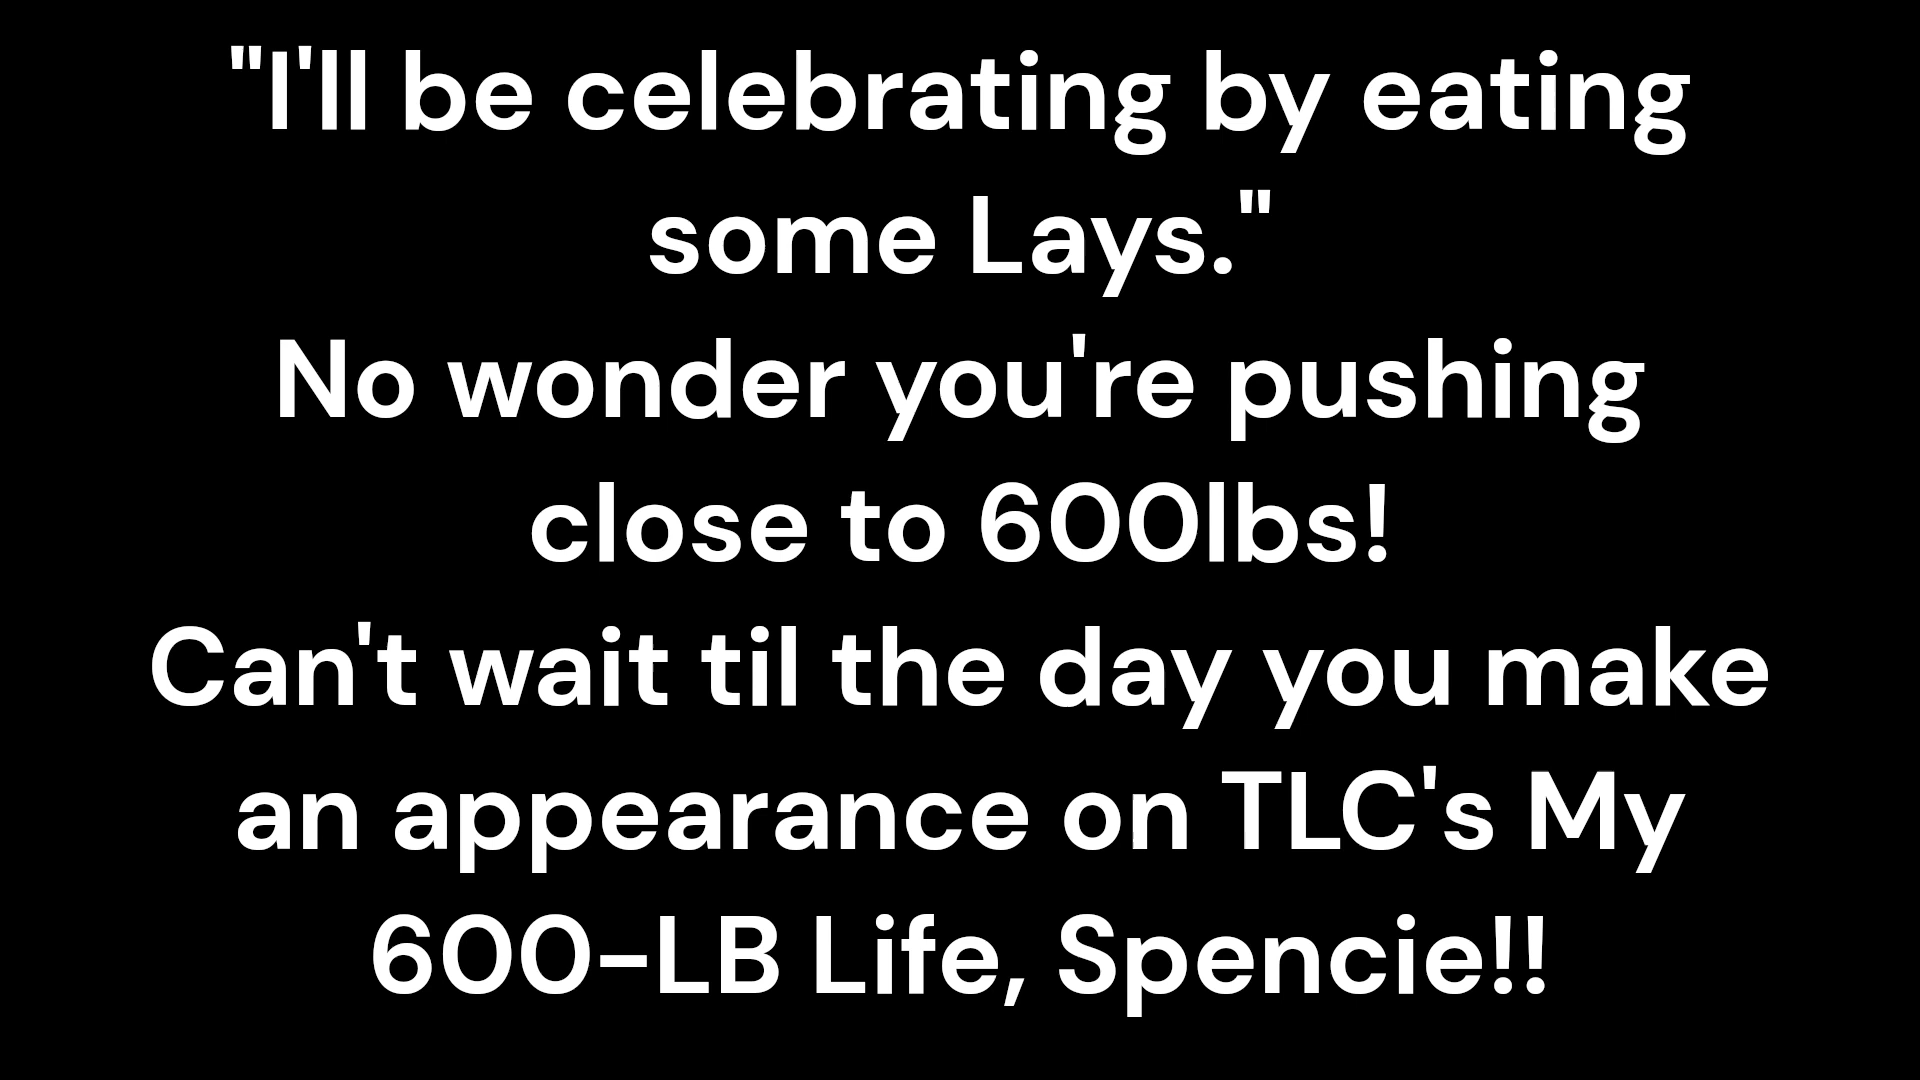 "I'll be celebrating by eating
some Lays."
No wonder you're pushing
close to 600lbs!
Can't wait til the day you make
an appearance on TLC's My
600-LB Life, Spencie!!